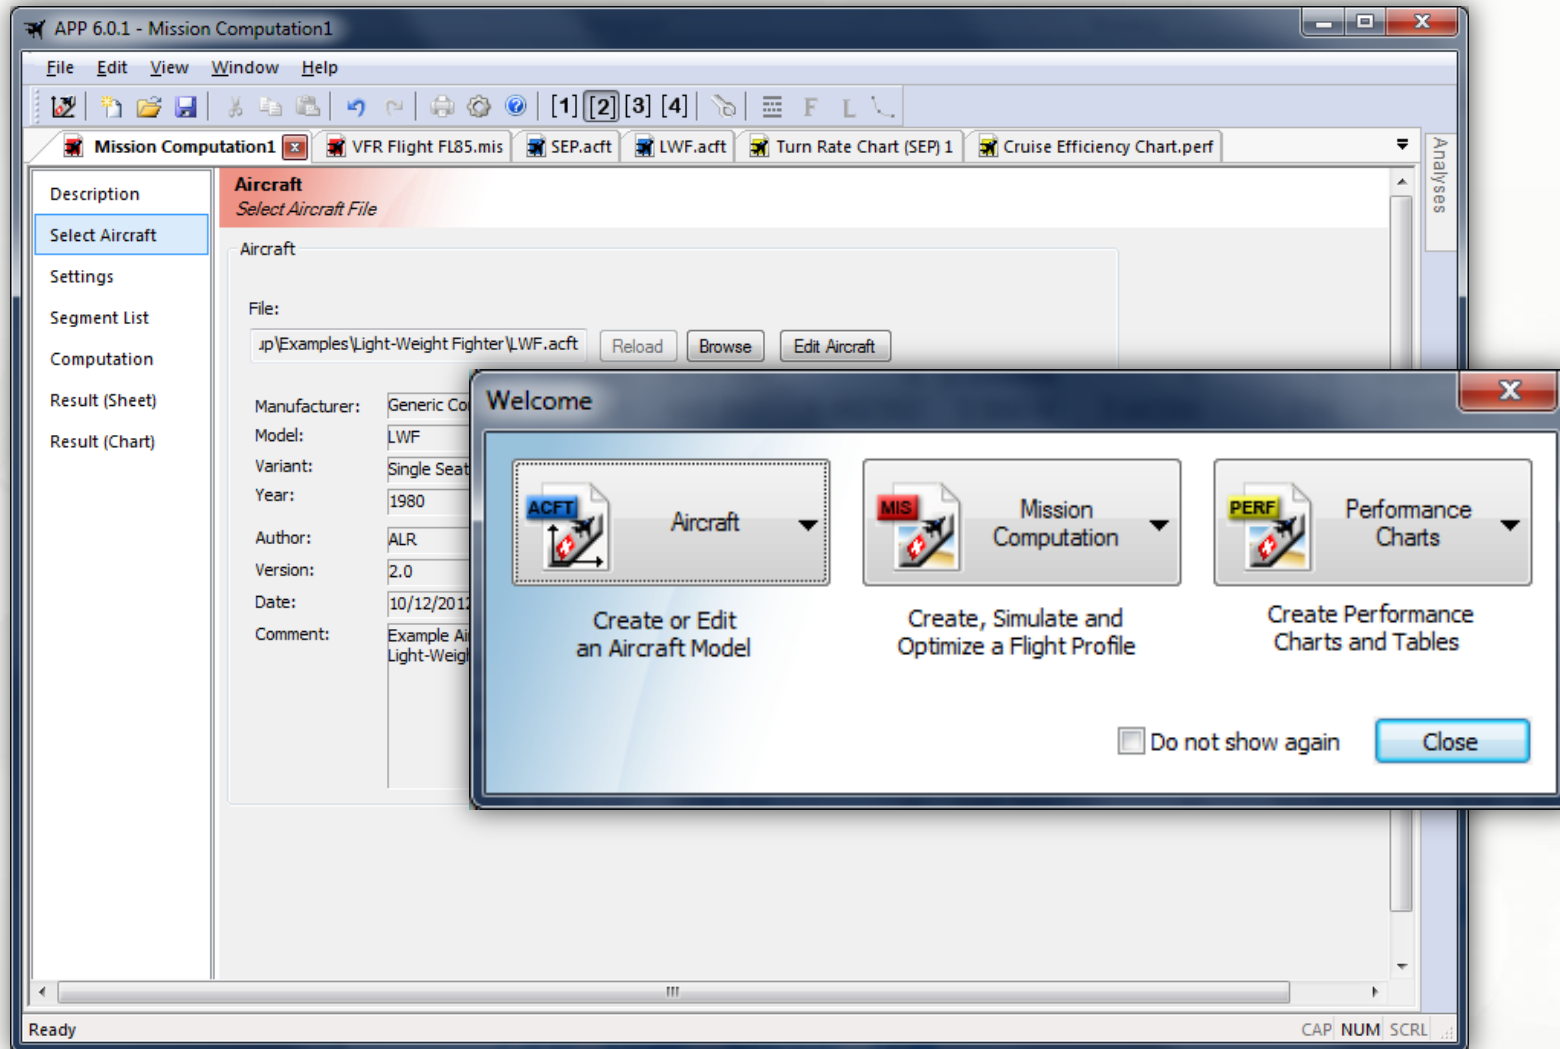 APP 6.0.1 - Mission Computation1
File Edit View Window Help
[1] [2] [3] [4] F L
Mission Computation1 VFR Flight FL85.mis SEP.acft LWF.acft Turn Rate Chart (SEP) 1 Cruise Efficiency Chart.perf
Analyses
Description
Select Aircraft
Settings
Segment List
Computation
Result (Sheet)
Result (Chart)
Aircraft
Select Aircraft File
Aircraft
File:
\Examples\Light-Weight Fighter\LWF.acft Reload Browse Edit Aircraft
Manufacturer: Generic
Model: LWF
Variant: Single Seat
Year: 1980
Author: ALR
Version: 2.0
Date: 10/12/2012
Comment: Example
Welcome
ACFT Aircraft
Create or Edit
an Aircraft Model
MIS Mission
Computation
Create, Simulate and
Optimize a Flight Profile
PERF Performance
Charts
Create Performance
Charts and Tables
Do not show again Close
Ready CAP NUM SCRL